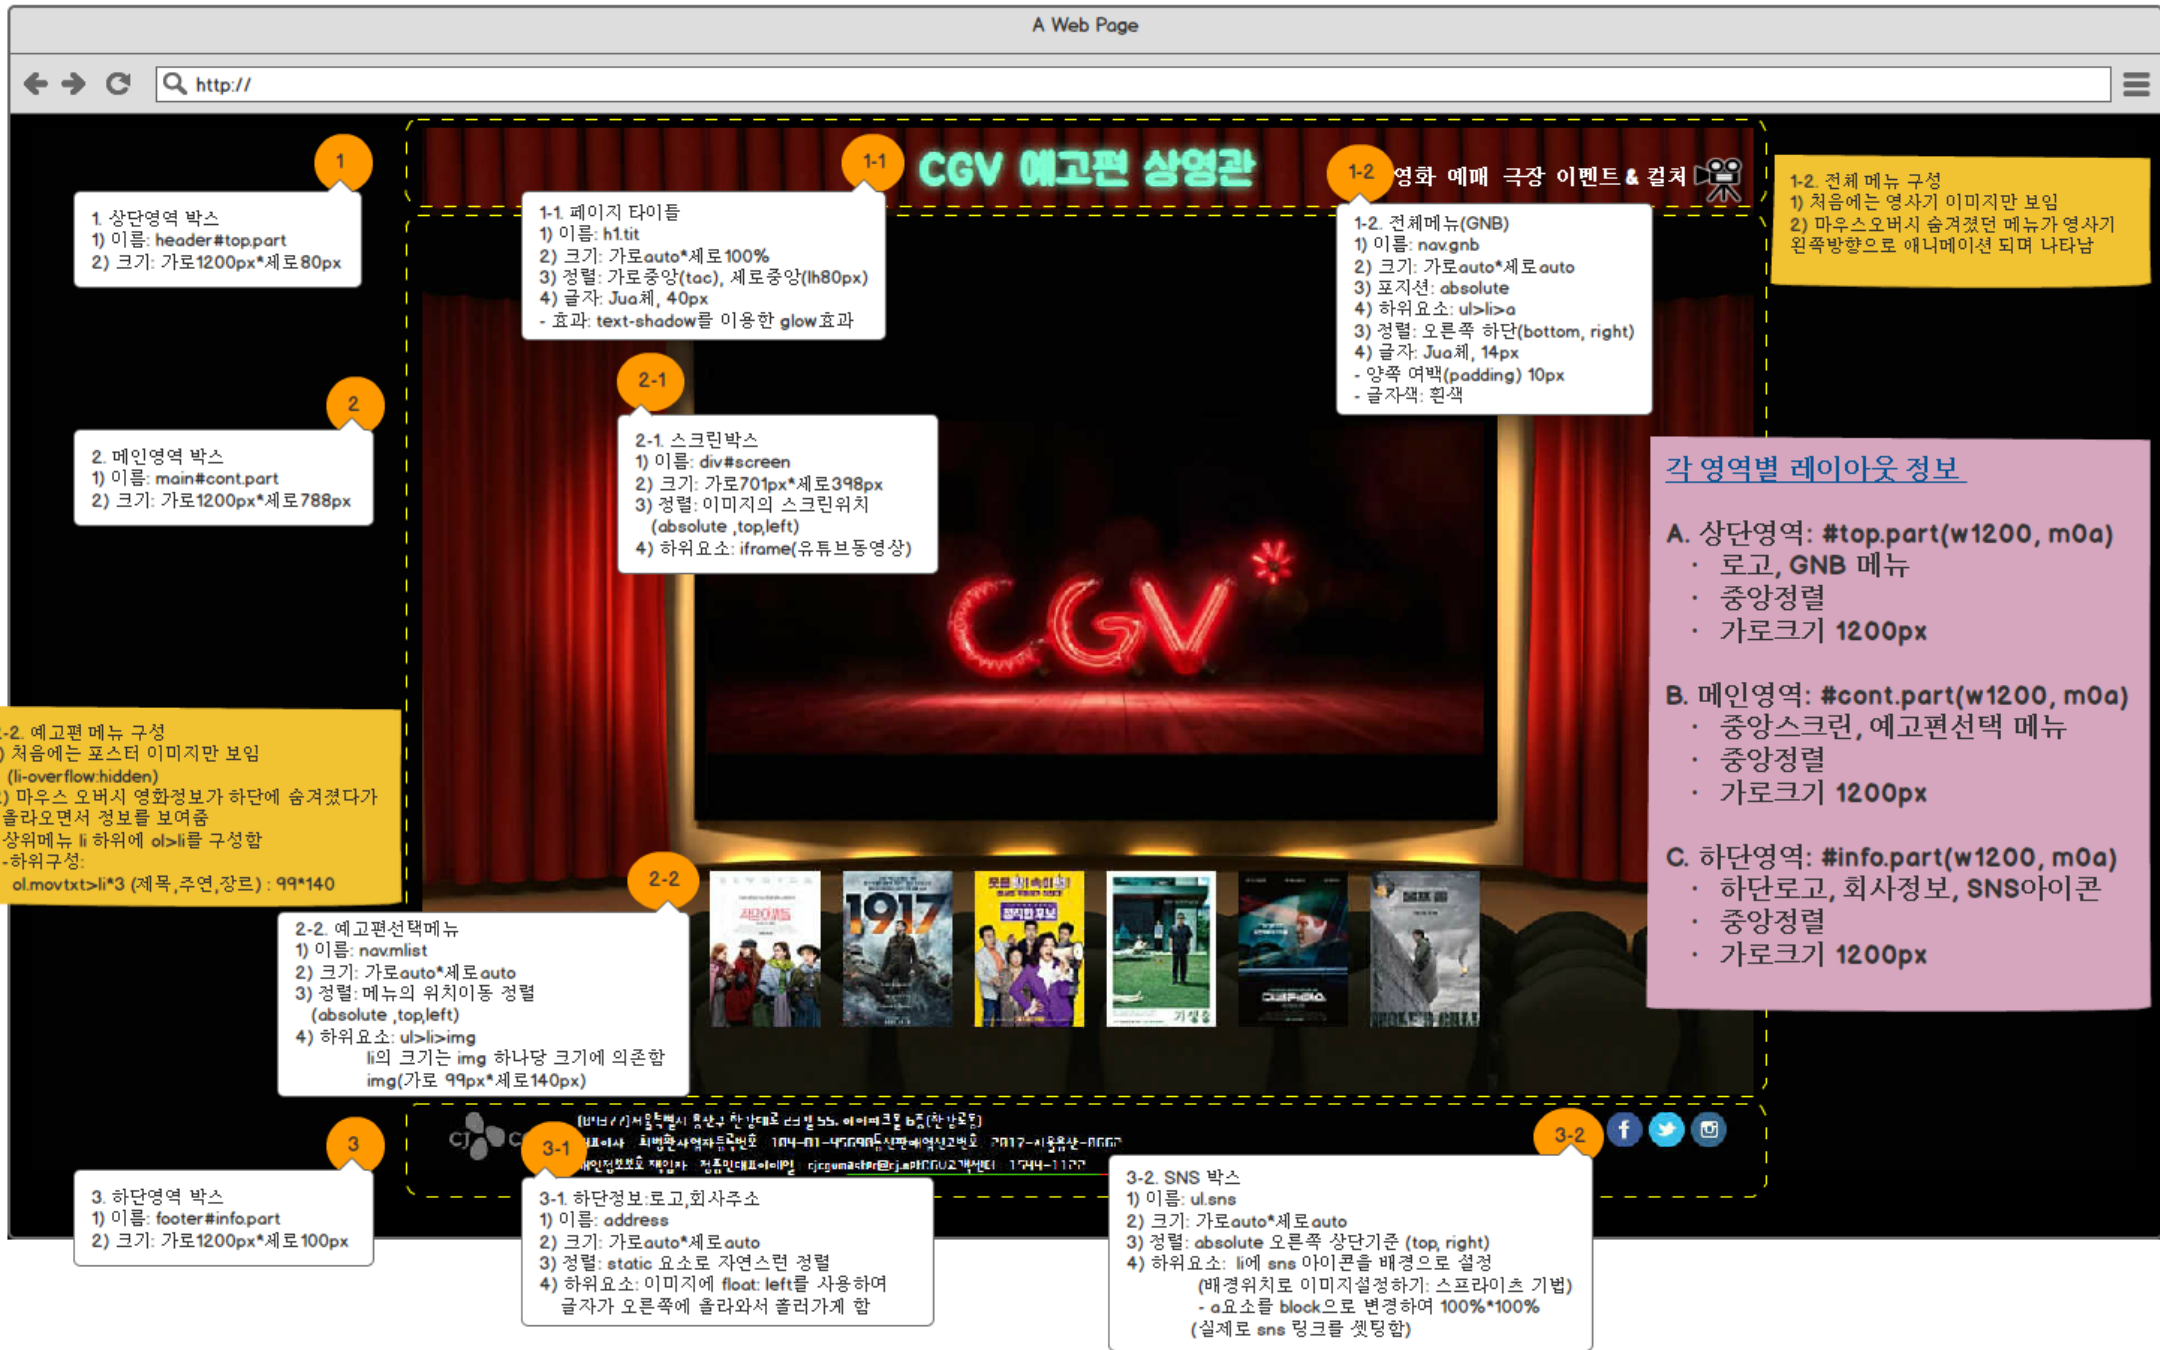 A Web Page
http://
CGV 예고편 상영관
영화 예매 극장 이벤트 & 컬쳐
1
1. 상단영역 박스
1) 이름: header#top.part
2) 크기: 가로1200px*세로80px
1-1
1-1. 페이지 타이틀
1) 이름: h1.tit
2) 크기: 가로auto*세로100%
3) 정렬: 가로중앙(tac), 세로중앙(lh80px)
4) 글자: Jua체, 40px
- 효과: text-shadow를 이용한 glow효과
1-2
1-2. 전체메뉴(GNB)
1) 이름: nav.gnb
2) 크기: 가로auto*세로auto
3) 포지션: absolute
4) 하위요소: ul>li>a
3) 정렬: 오른쪽 하단(bottom, right)
4) 글자: Jua체, 14px
- 양쪽 여백(padding) 10px
- 글자색: 흰색
1-2. 전체 메뉴 구성
1) 처음에는 영사기 이미지만 보임
2) 마우스오버시 숨겨졌던 메뉴가 영사기
왼쪽방향으로 애니메이션 되며 나타남
2
2. 메인영역 박스
1) 이름: main#cont.part
2) 크기: 가로1200px*세로788px
2-1
2-1. 스크린박스
1) 이름: div#screen
2) 크기: 가로701px*세로398px
3) 정렬: 이미지의 스크린위치
(absolute ,top,left)
4) 하위요소: iframe(유튜브동영상)
CGV
각 영역별 레이아웃 정보
A. 상단영역: #top.part(w1200, m0a)
· 로고, GNB 메뉴
· 중앙정렬
· 가로크기 1200px
B. 메인영역: #cont.part(w1200, m0a)
· 중앙스크린, 예고편선택 메뉴
· 중앙정렬
· 가로크기 1200px
C. 하단영역: #info.part(w1200, m0a)
· 하단로고, 회사정보, SNS아이콘
· 중앙정렬
· 가로크기 1200px
-2. 예고편 메뉴 구성
) 처음에는 포스터 이미지만 보임
(li-overflow:hidden)
) 마우스 오버시 영화정보가 하단에 숨겨졌다가
올라오면서 정보를 보여줌
상위메뉴 li 하위에 ol>li를 구성함
-하위구성:
ol.movtxt>li*3 (제목,주연,장르) : 99*140
2-2
2-2. 예고편선택메뉴
1) 이름: nav.mlist
2) 크기: 가로auto*세로auto
3) 정렬: 메뉴의 위치이동 정렬
(absolute ,top,left)
4) 하위요소: ul>li>img
li의 크기는 img 하나당 크기에 의존함
img(가로 99px*세로140px)
작은아씨들
1917
정직한 후보
기생충
CJ C
3
3. 하단영역 박스
1) 이름: footer#info.part
2) 크기: 가로1200px*세로100px
3-1
3-1. 하단정보:로고,회사주소
1) 이름: address
2) 크기: 가로auto*세로auto
3) 정렬: static 요소로 자연스런 정렬
4) 하위요소: 이미지에 float: left를 사용하여
글자가 오른쪽에 올라와서 흘러가게 함
3-2
3-2. SNS 박스
1) 이름: ul.sns
2) 크기: 가로auto*세로auto
3) 정렬: absolute 오른쪽 상단기준 (top, right)
4) 하위요소: li에 sns 아이콘을 배경으로 설정
(배경위치로 이미지설정하기: 스프라이츠 기법)
- a요소를 block으로 변경하여 100%*100%
(실제로 sns 링크를 셋팅함)